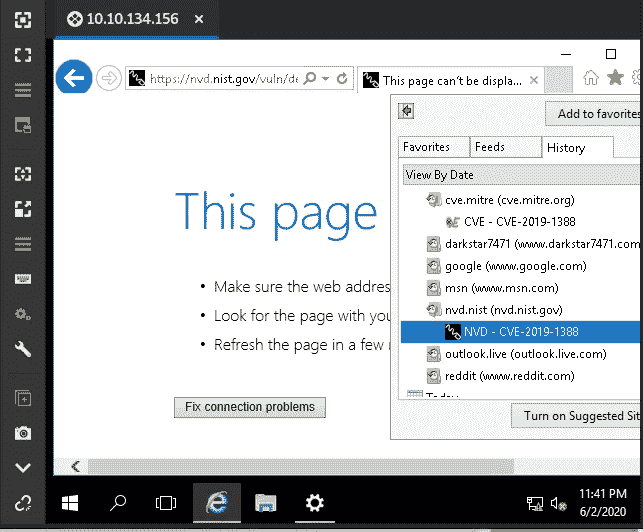 10.10.134.156
https://nvd.nist.gov/vuln/de
This page can't be displa...
Add to favorites
Favorites Feeds History
View By Date
cve.mitre (cve.mitre.org)
CVE - CVE-2019-1388
darkstar7471 (www.darkstar7471.com
google (www.google.com)
msn (www.msn.com)
nvd.nist (nvd.nist.gov)
NVD - CVE-2019-1388
outlook.live (outlook.live.com)
reddit (www.reddit.com)
Today
Turn on Suggested Sit
This page
• Make sure the web addres
• Look for the page with you
• Refresh the page in a few
Fix connection problems
11:41 PM
6/2/2020